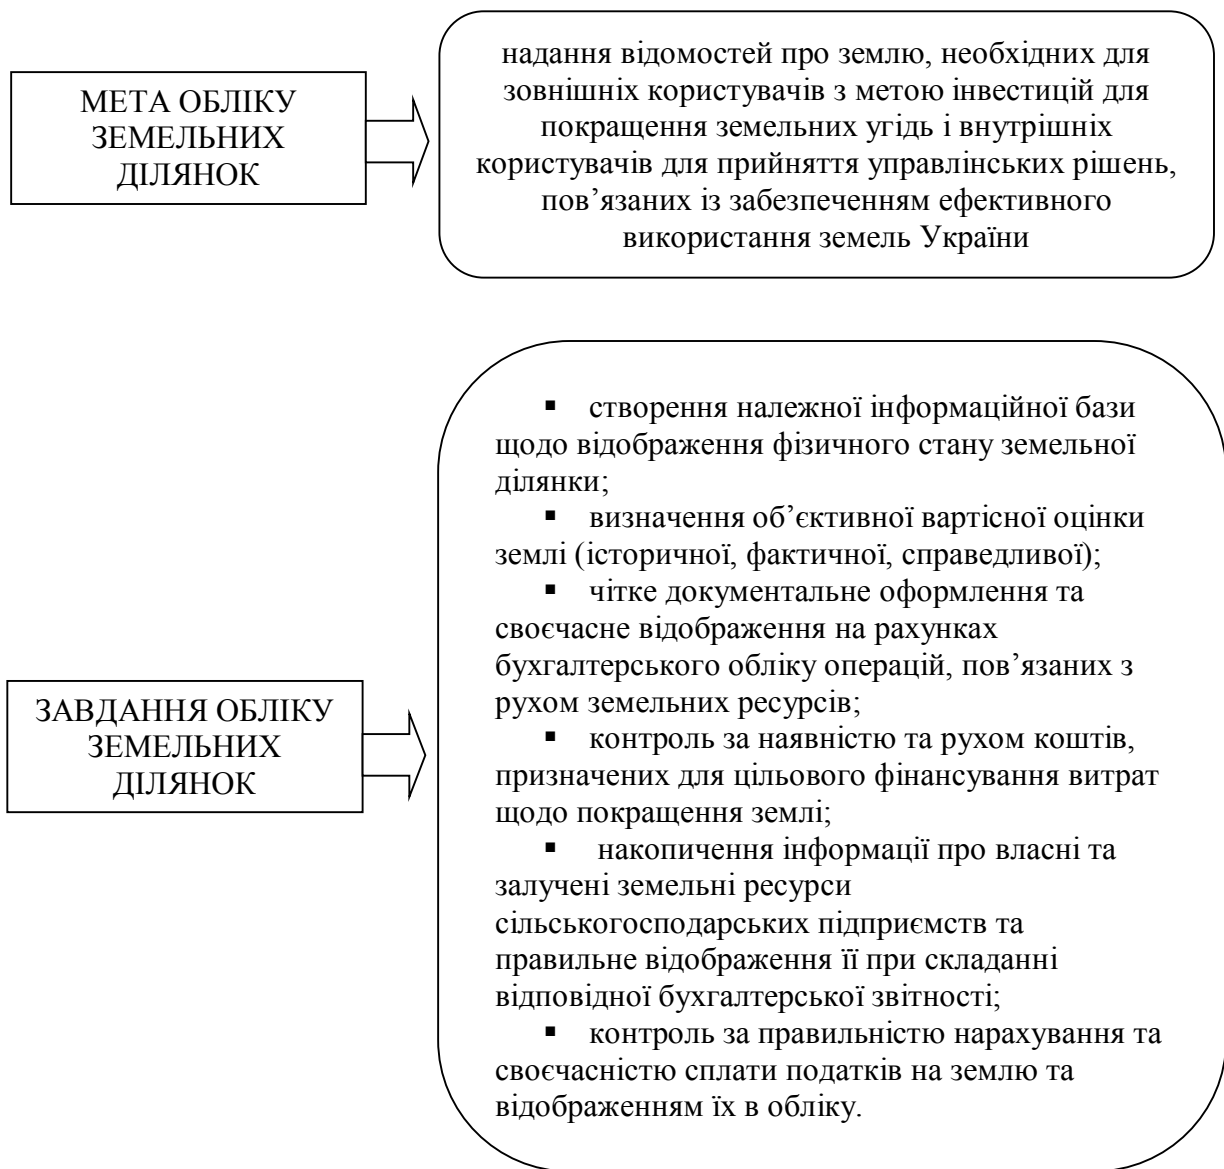 МЕТА ОБЛІКУ
ЗЕМЕЛЬНИХ
ДІЛЯНОК
надання відомостей про землю, необхідних для
зовнішніх користувачів з метою інвестицій для
покращення земельних угідь і внутрішніх
користувачів для прийняття управлінських рішень,
пов’язаних із забезпеченням ефективного
використання земель України
ЗАВДАННЯ ОБЛІКУ
ЗЕМЕЛЬНИХ
ДІЛЯНОК
▪ створення належної інформаційної бази
щодо відображення фізичного стану земельної
ділянки;
▪ визначення об’єктивної вартісної оцінки
землі (історичної, фактичної, справедливої);
▪ чітке документальне оформлення та
своєчасне відображення на рахунках
бухгалтерського обліку операцій, пов’язаних з
рухом земельних ресурсів;
▪ контроль за наявністю та рухом коштів,
призначених для цільового фінансування витрат
щодо покращення землі;
▪ накопичення інформації про власні та
залучені земельні ресурси
сільськогосподарських підприємств та
правильне відображення її при складанні
відповідної бухгалтерської звітності;
▪ контроль за правильністю нарахування та
своєчасністю сплати податків на землю та
відображенням їх в обліку.